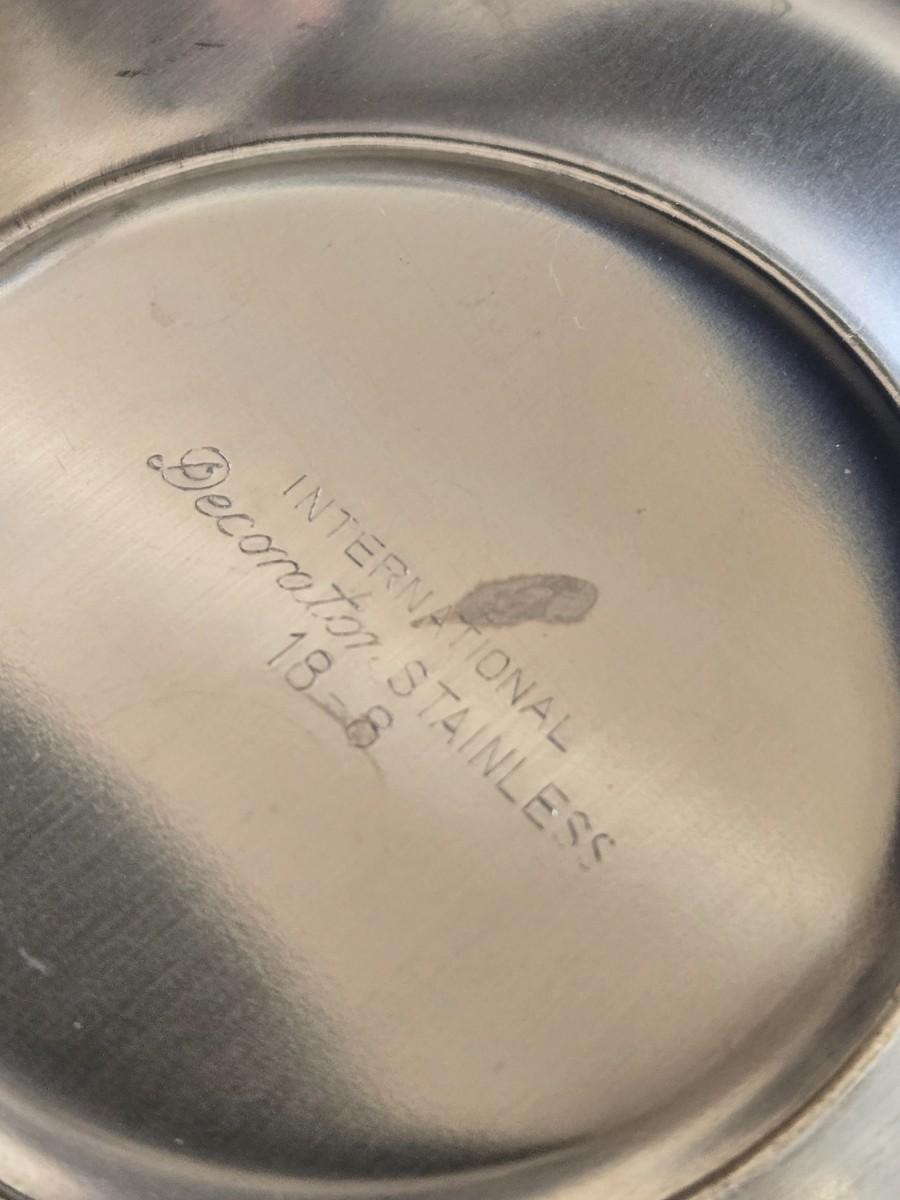 INTERNATIONAL
Decorator STAINLESS
18-8